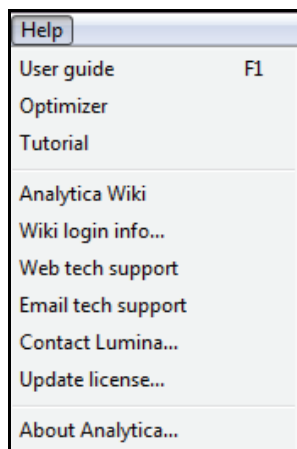 Help
User guide F1
Optimizer
Tutorial
Analytica Wiki
Wiki login info...
Web tech support
Email tech support
Contact Lumina...
Update license...
About Analytica...